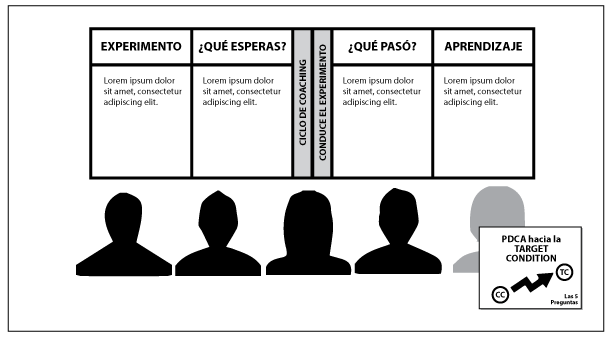 EXPERIMENTO
¿QUÉ ESPERAS?
CICLO DE COACHING
CONDUCE EL EXPERIMENTO
¿QUÉ PASÓ?
APRENDIZAJE
Lorem ipsum dolor
sit amet, consectetur
adipiscing elit.
Lorem ipsum dolor
sit amet, consectetur
adipiscing elit.
Lorem ipsum dolor
sit amet, consectetur
adipiscing elit.
Lorem ipsum dolor
sit amet, consectetur
adipiscing elit.
PDCA hacia la
TARGET
CONDITION
TC
CC
Las 5
Preguntas